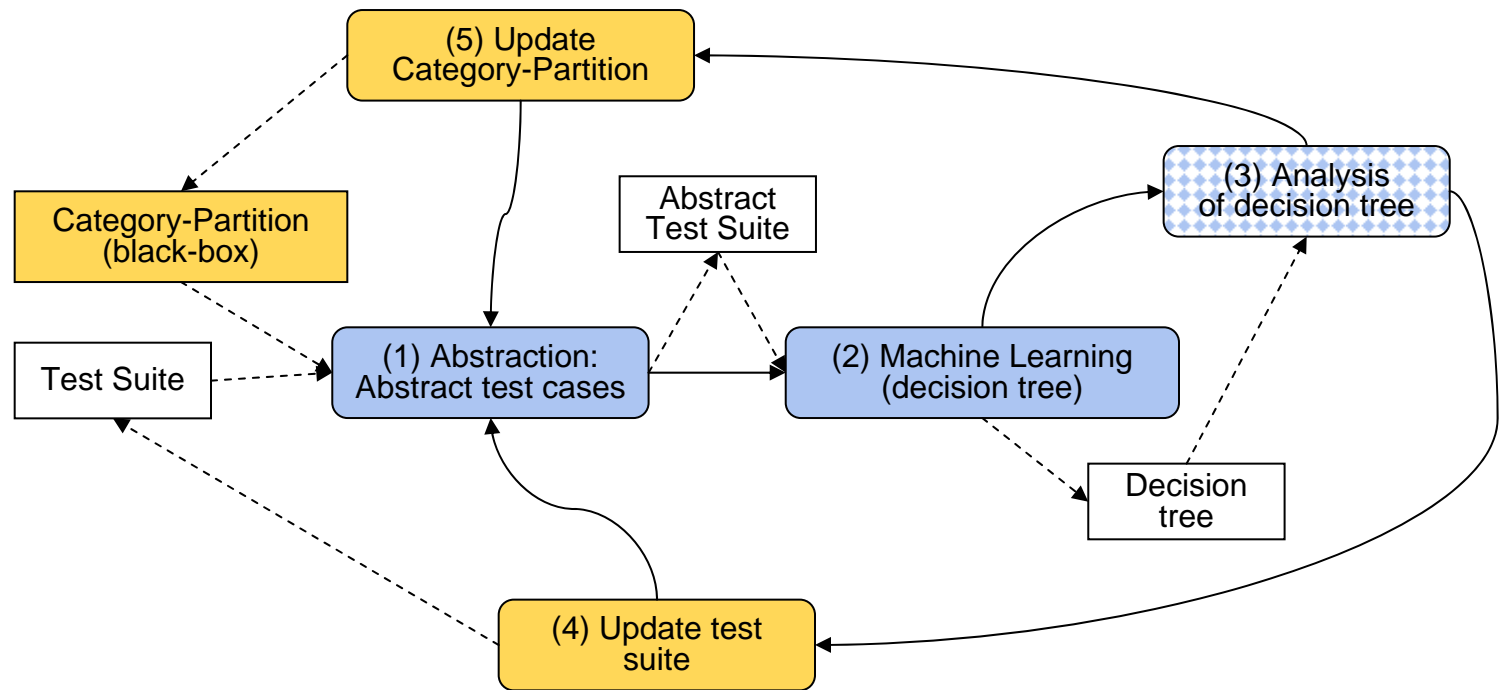 (5) Update
Category-Partition
(3) Analysis
of decision tree
Abstract
Test Suite
Category-Partition
(black-box)
(1) Abstraction:
Abstract test cases
(2) Machine Learning
(decision tree)
Test Suite
Decision
tree
(4) Update test
suite